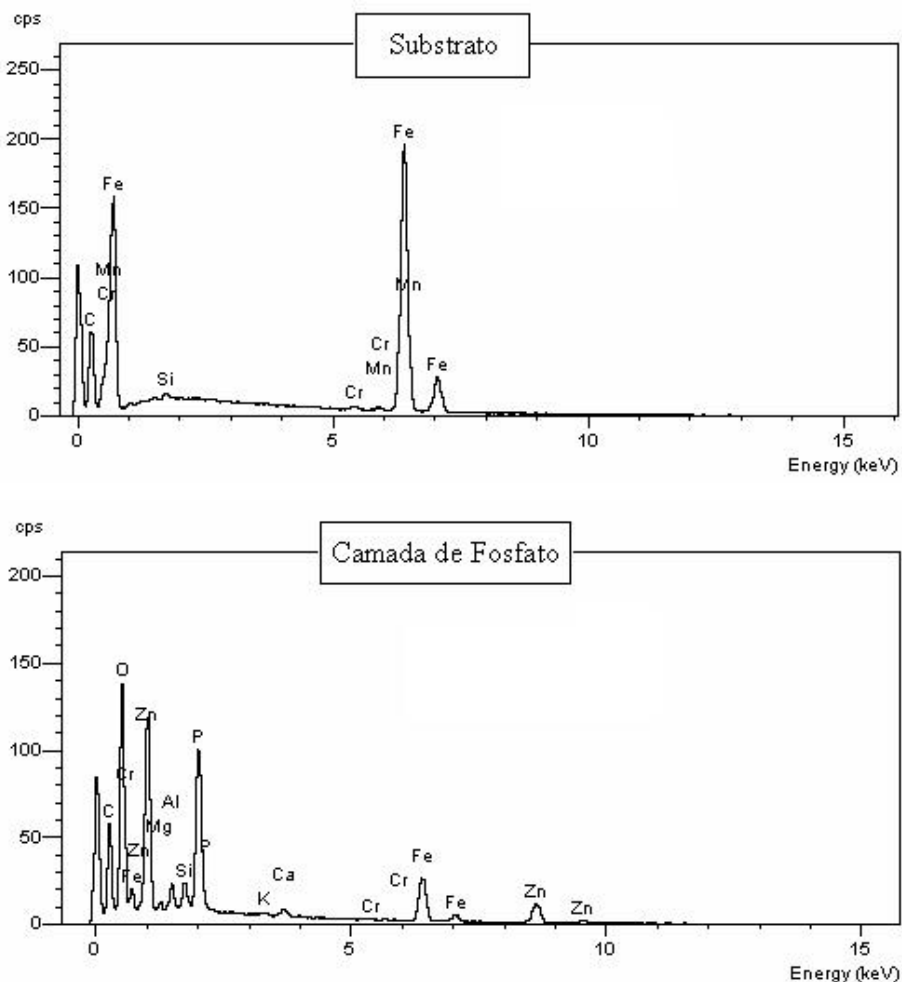 cps
Substrato
250
200
150
100
50
0
Fe
Fe
Mn
C
C
Mn
Si
Cr
Cr
Mn
Fe
0
5
10
15
Energy (keV)
cps
Camada de Fosfato
200
150
100
50
0
O
Zn
P
Cr
Al
C
Mg
P
Zn
Fe
Si
Fe
Ca
Cr
K
Cr
Fe
Zn
Zn
0
5
10
15
Energy (keV)